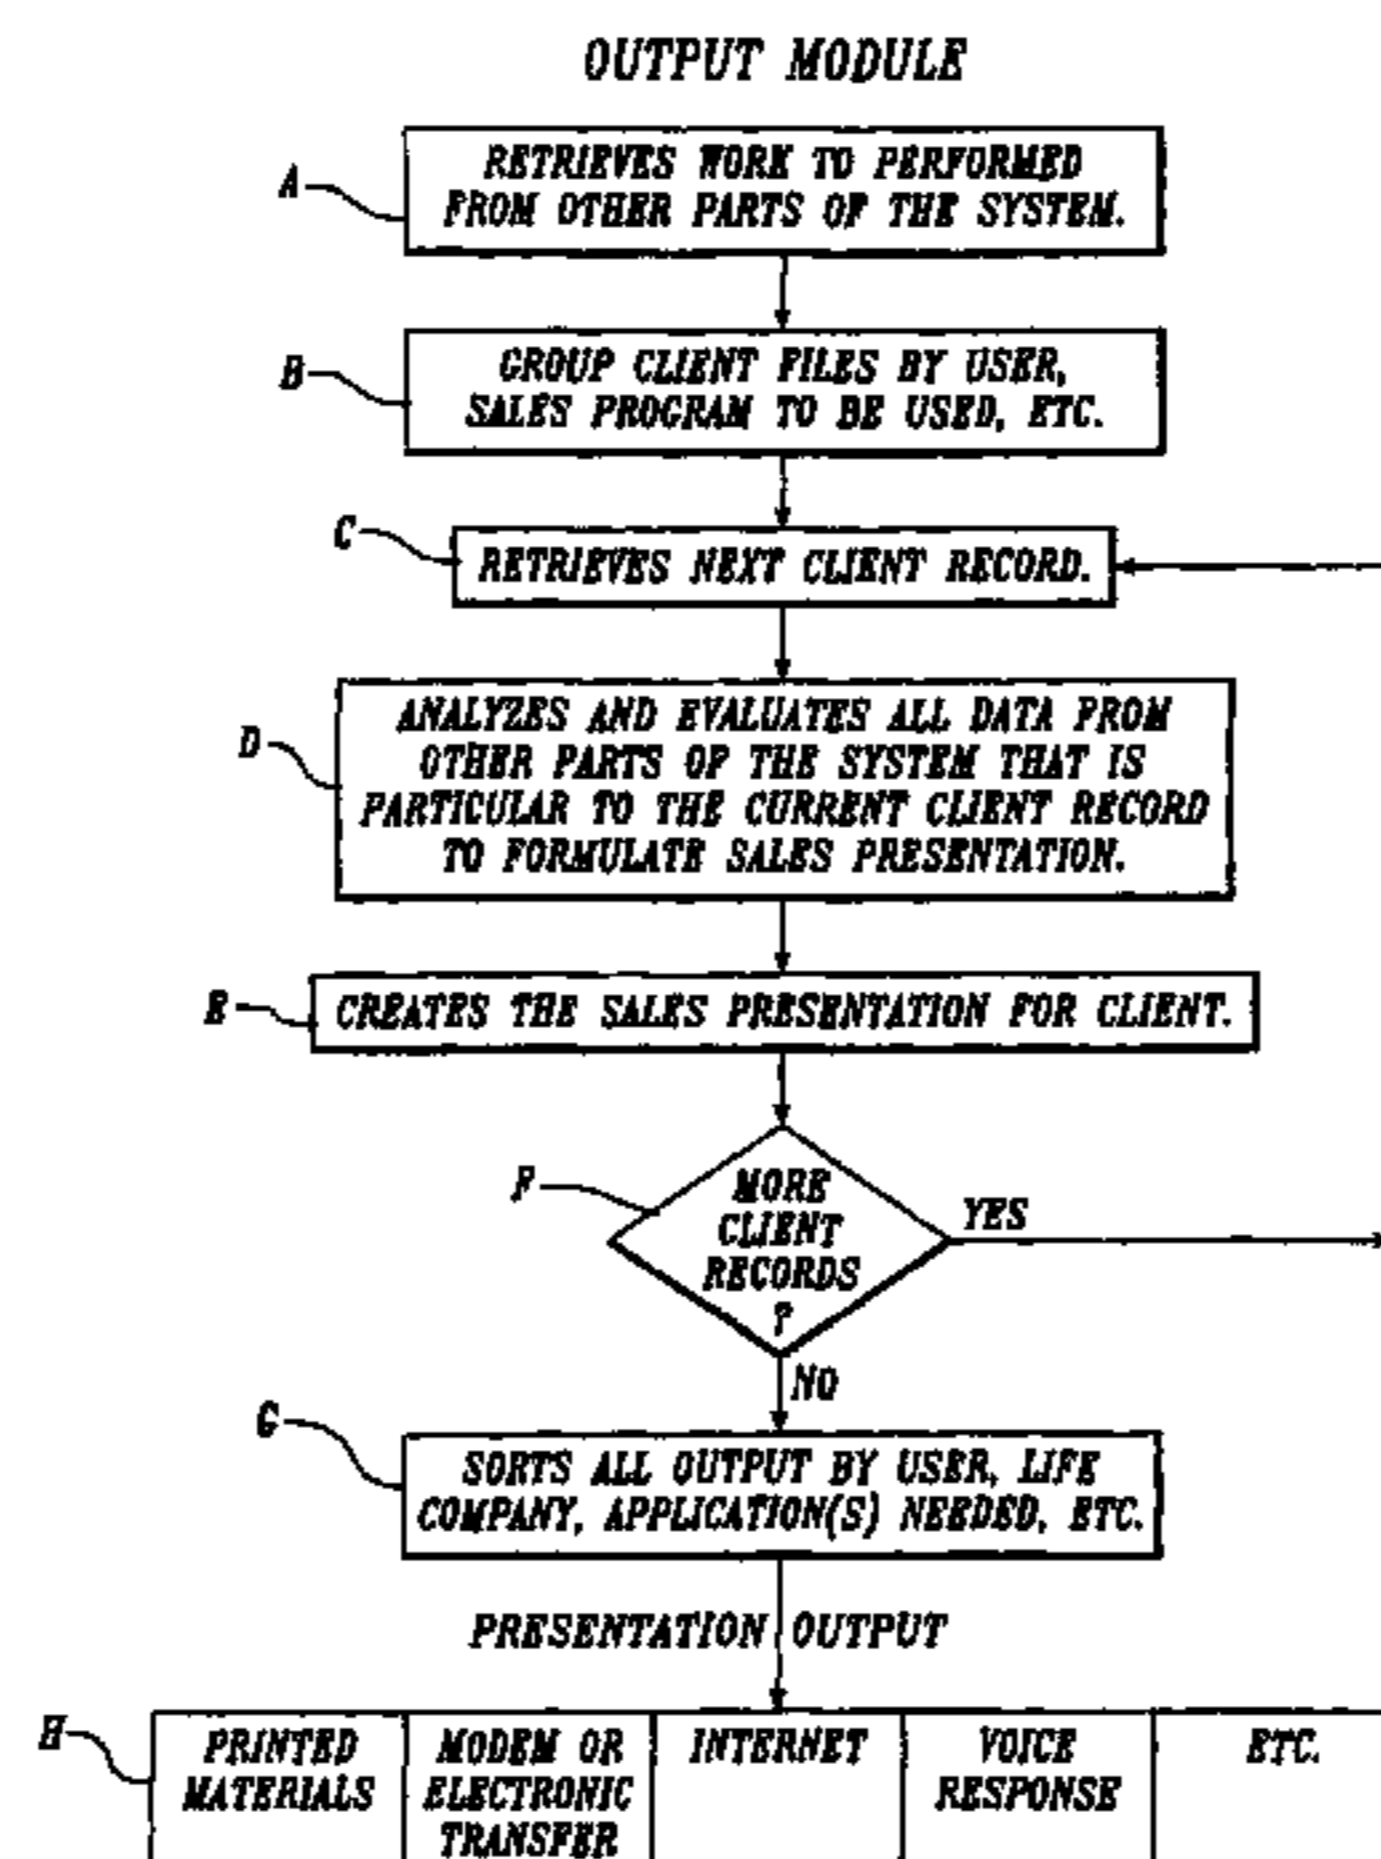 OUTPUT MODULE
A
RETRIEVES WORK TO PERFORMED
FROM OTHER PARTS OF THE SYSTEM.
B
GROUP CLIENT FILES BY USER,
SALES PROGRAM TO BE USED, ETC.
C
RETRIEVES NEXT CLIENT RECORD.
D
ANALYZES AND EVALUATES ALL DATA FROM
OTHER PARTS OF THE SYSTEM THAT IS
PARTICULAR TO THE CURRENT CLIENT RECORD
TO FORMULATE SALES PRESENTATION.
E
CREATES THE SALES PRESENTATION FOR CLIENT.
F
MORE
CLIENT
RECORDS
?
YES
NO
G
SORTS ALL OUTPUT BY USER, LIFE
COMPANY, APPLICATION(S) NEEDED, ETC.
PRESENTATION OUTPUT
H
PRINTED
MATERIALS
MODEM OR
ELECTRONIC
TRANSFER
INTERNET
VOICE
RESPONSE
ETC.